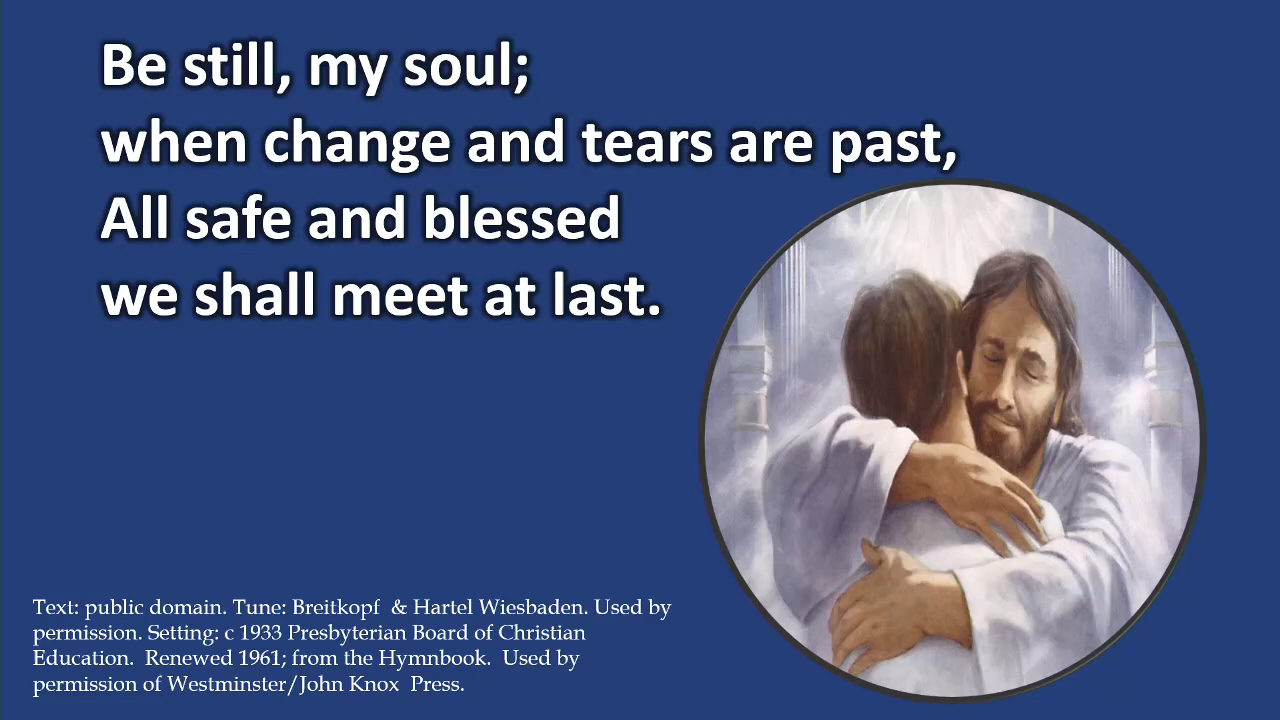 Be still, my soul;
when change and tears are past,
All safe and blessed
we shall meet at last.
Text: public domain. Tune: Breitkopf  & Hartel Wiesbaden. Used by
permission. Setting: c 1933 Presbyterian Board of Christian
Education.  Renewed 1961; from the Hymnbook.  Used by
permission of Westminster/John Knox  Press.